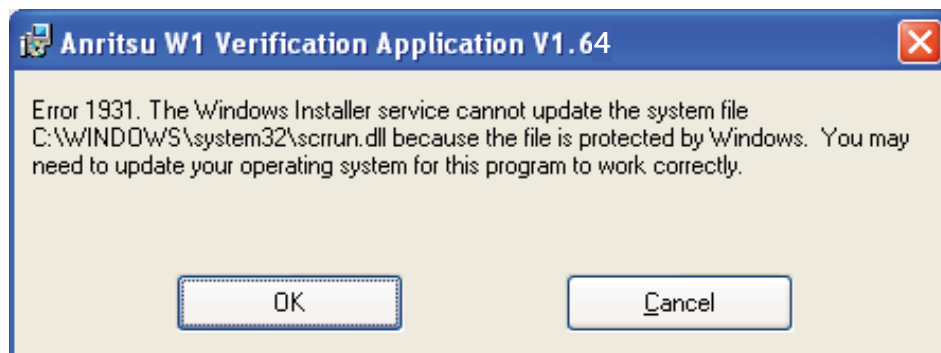 Anritsu W1 Verification Application V1.64
Error 1931. The Windows Installer service cannot update the system file
C:\WINDOWS\system32\scrrun.dll because the file is protected by Windows.  You may
need to update your operating system for this program to work correctly.
OK
Cancel